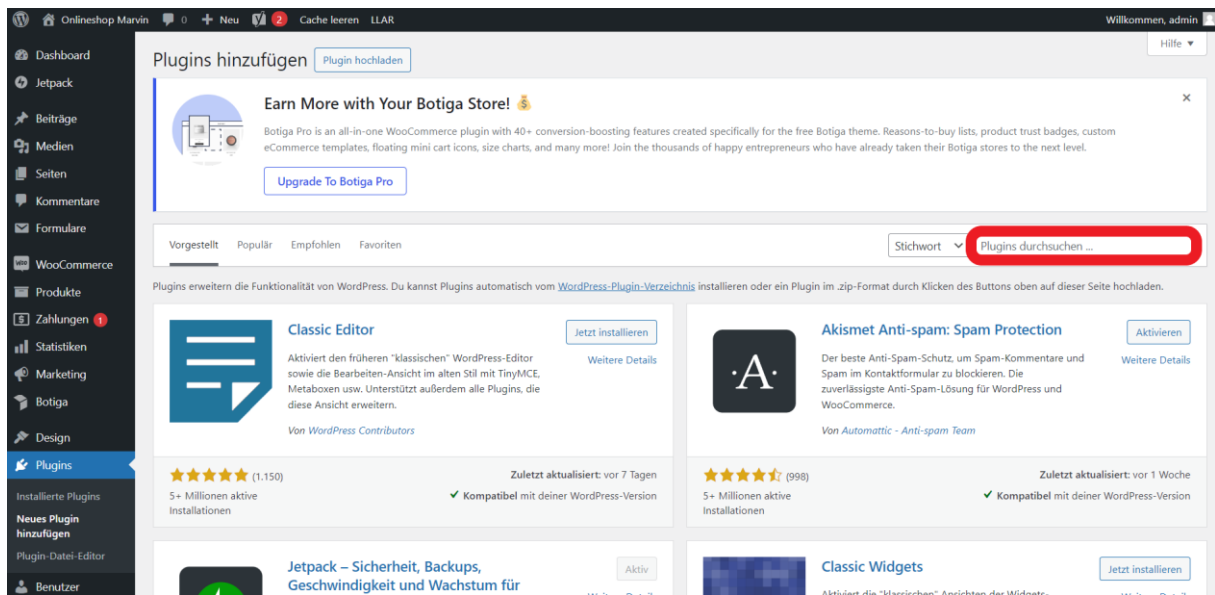 Onlineshop Marvin 0 Neu 2 Cache leeren LLAR Willkommen, admin
Dashboard
Jetpack
Beiträge
Medien
Seiten
Kommentare
Formulare
WooCommerce
Produkte
Zahlungen 1
Statistiken
Marketing
Botiga
Design
Plugins
Installierte Plugins
Neues Plugin
hinzufügen
Plugin-Datei-Editor
Benutzer
Hilfe
Plugins hinzufügen Plugin hochladen
Earn More with Your Botiga Store!
Botiga Pro is an all-in-one WooCommerce plugin with 40+ conversion-boosting features created specifically for the free Botiga theme. Reasons-to-buy lists, product trust badges, custom
eCommerce templates, floating mini cart icons, size charts, and many more! Join the thousands of happy entrepreneurs who have already taken their Botiga stores to the next level.
Upgrade To Botiga Pro
Vorgestellt Populär Empfohlen Favoriten Stichwort Plugins durchsuchen ...
Plugins erweitern die Funktionalität von WordPress. Du kannst Plugins automatisch vom WordPress-Plugin-Verzeichnis installieren oder ein Plugin im .zip-Format durch Klicken des Buttons oben auf dieser Seite hochladen.
Classic Editor
Jetzt installieren
Weitere Details
Aktiviert den früheren "klassischen" WordPress-Editor
sowie die Bearbeiten-Ansicht im alten Stil mit TinyMCE,
Metaboxen usw. Unterstützt außerdem alle Plugins, die
diese Ansicht erweitern.
Von WordPress Contributors
(1.150)
5+ Millionen aktive
Installationen
Zuletzt aktualisiert: vor 7 Tagen
Kompatibel mit deiner WordPress-Version
·A·
Akismet Anti-spam: Spam Protection
Aktivieren
Weitere Details
Der beste Anti-Spam-Schutz, um Spam-Kommentare und
Spam im Kontaktformular zu blockieren. Die
zuverlässigste Anti-Spam-Lösung für WordPress und
WooCommerce.
Von Automattic - Anti-spam Team
(998)
5+ Millionen aktive
Installationen
Zuletzt aktualisiert: vor 1 Woche
Kompatibel mit deiner WordPress-Version
Jetpack – Sicherheit, Backups,
Geschwindigkeit und Wachstum für
Aktiv
Classic Widgets
Jetzt installieren
Aktiviert die "klassischen" Ansichten der Widgets-